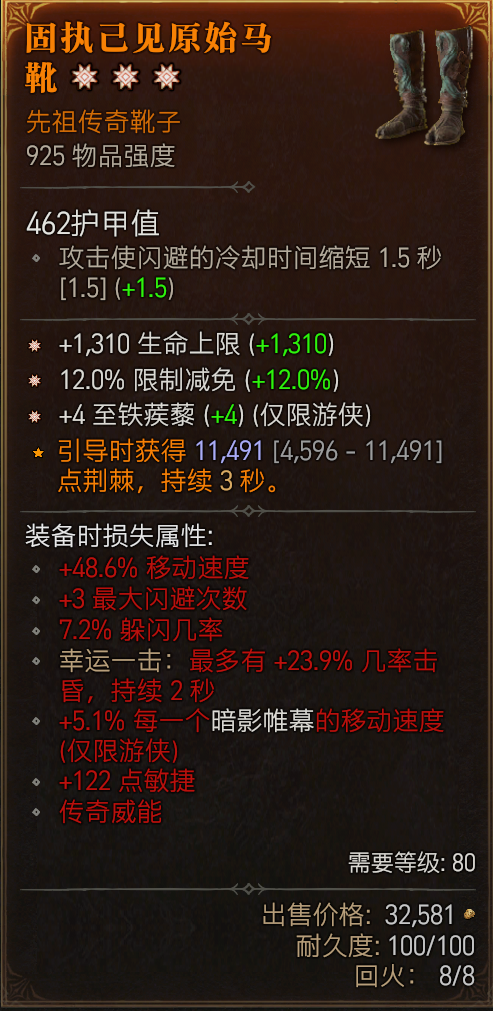 固执己见原始马
靴
先祖传奇靴子
925 物品强度
462护甲值
攻击使闪避的冷却时间缩短 1.5 秒
[1.5] (+1.5)
+1,310 生命上限 (+1,310)
12.0% 限制减免 (+12.0%)
+4 至铁蒺藜 (+4) (仅限游侠)
引导时获得 11,491 [4,596 - 11,491]
点荆棘，持续 3 秒。
装备时损失属性:
+48.6% 移动速度
+3 最大闪避次数
7.2% 躲闪几率
幸运一击：最多有 +23.9% 几率击
昏，持续 2 秒
+5.1% 每一个暗影帷幕的移动速度
(仅限游侠)
+122 点敏捷
传奇威能
需要等级: 80
出售价格: 32,581
耐久度: 100/100
回火： 8/8